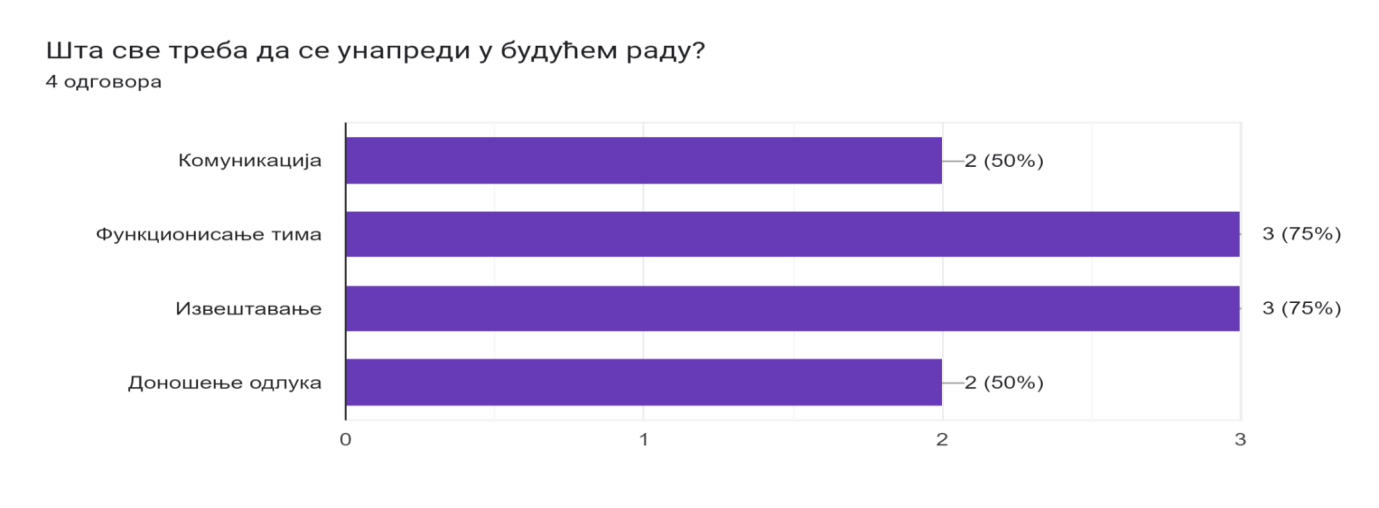 Шта све треба да се унапреди у будућем раду?
4 одговора
Комуникација
2 (50%)
Функционисање тима
3 (75%)
Извештавање
3 (75%)
Доношење одлука
2 (50%)
0 1 2 3